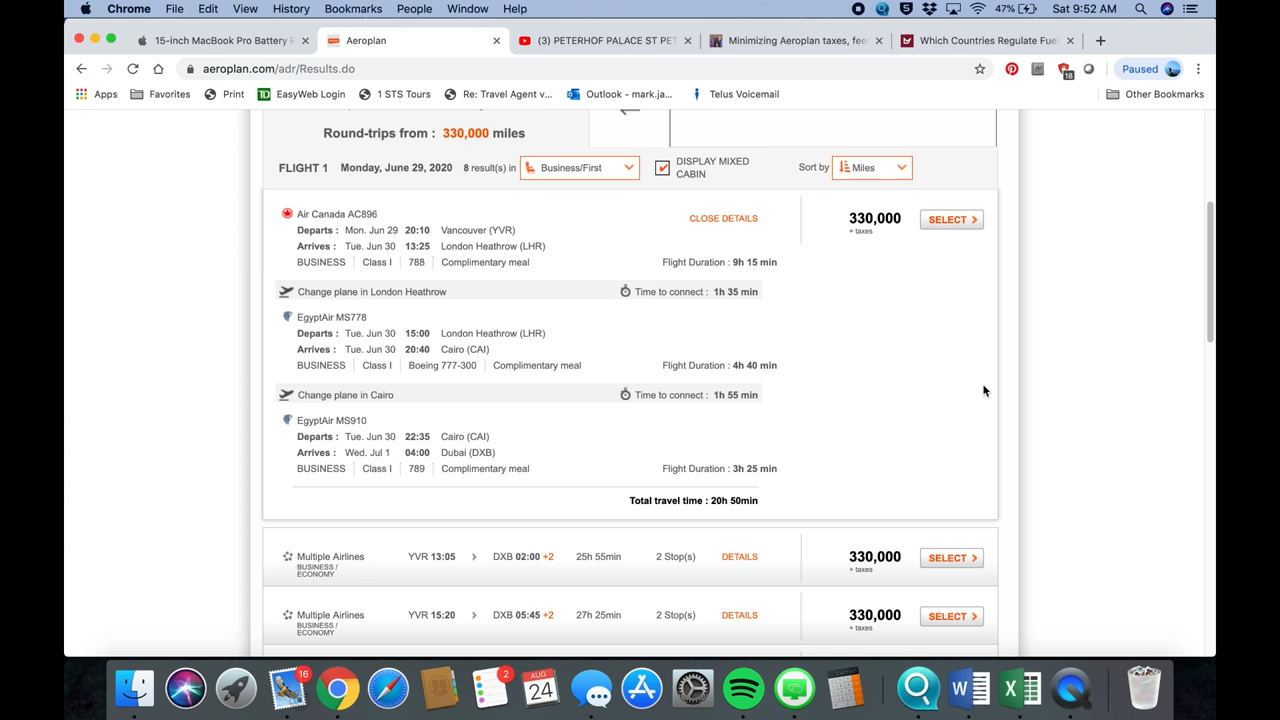 Chrome File Edit View History Bookmarks People Window Help 5 47% Sat 9:52 AM
15-inch MacBook Pro Battery R Aeroplan (3) PETERHOF PALACE ST PET Minimizing Aeroplan taxes, fee Which Countries Regulate Fue
aeroplan.com/adr/Results.do 18 Paused
Apps Favorites Print TD EasyWeb Login 1 STS Tours Re: Travel Agent v... Outlook - mark.ja... Telus Voicemail Other Bookmarks
Round-trips from : 330,000 miles
FLIGHT 1 Monday, June 29, 2020 8 result(s) in Business/First DISPLAY MIXED CABIN Sort by Miles
Air Canada AC896 CLOSE DETAILS 330,000 SELECT
+ taxes
Departs : Mon. Jun 29 20:10 Vancouver (YVR)
Arrives : Tue. Jun 30 13:25 London Heathrow (LHR)
BUSINESS Class I 788 Complimentary meal Flight Duration : 9h 15 min
Change plane in London Heathrow Time to connect : 1h 35 min
EgyptAir MS778
Departs : Tue. Jun 30 15:00 London Heathrow (LHR)
Arrives : Tue. Jun 30 20:40 Cairo (CAI)
BUSINESS Class I Boeing 777-300 Complimentary meal Flight Duration : 4h 40 min
Change plane in Cairo Time to connect : 1h 55 min
EgyptAir MS910
Departs : Tue. Jun 30 22:35 Cairo (CAI)
Arrives : Wed. Jul 1 04:00 Dubai (DXB)
BUSINESS Class I 789 Complimentary meal Flight Duration : 3h 25 min
Total travel time : 20h 50min
Multiple Airlines YVR 13:05 DXB 02:00 +2 25h 55min 2 Stop(s) DETAILS 330,000 SELECT
BUSINESS / + taxes
ECONOMY
Multiple Airlines YVR 15:20 DXB 05:45 +2 27h 25min 2 Stop(s) DETAILS 330,000 SELECT
BUSINESS / + taxes
ECONOMY
16 2 AUG 24 W X